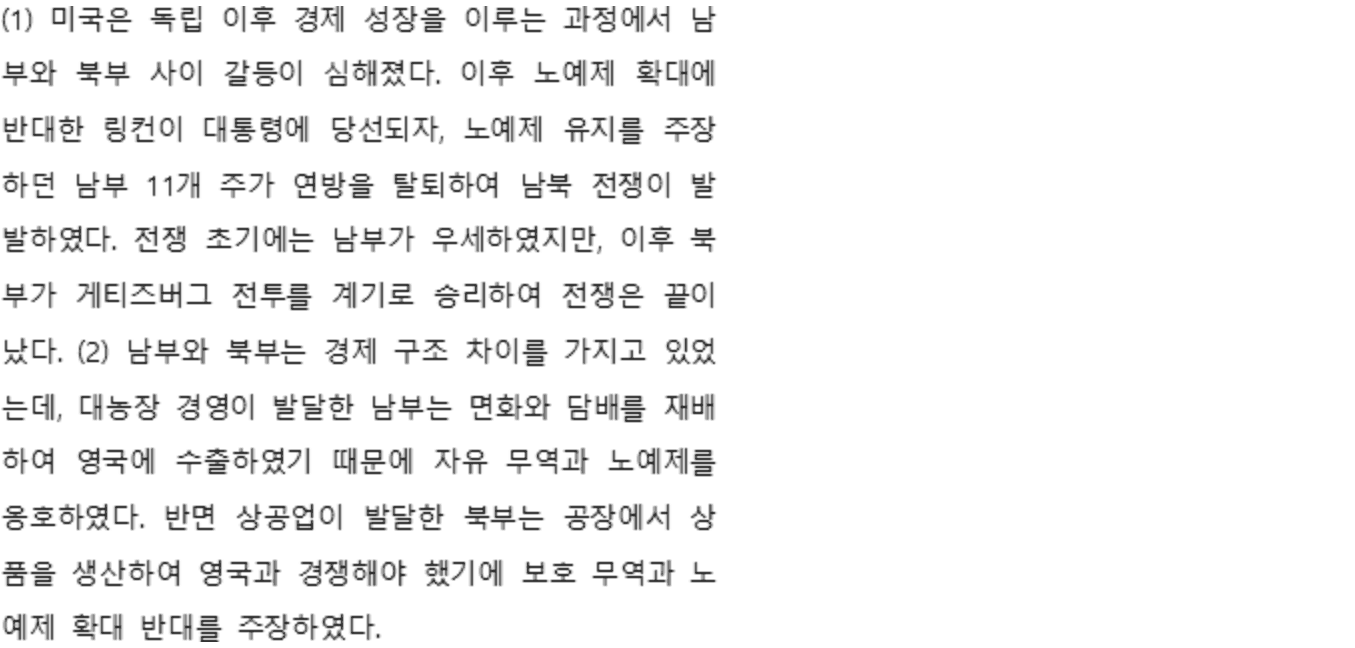 (1) 미국은 독립 이후 경제 성장을 이루는 과정에서 남
부와 북부 사이 갈등이 심해졌다. 이후 노예제 확대에
반대한 링컨이 대통령에 당선되자, 노예제 유지를 주장
하던 남부 11개 주가 연방을 탈퇴하여 남북 전쟁이 발
발하였다. 전쟁 초기에는 남부가 우세하였지만, 이후 북
부가 게티즈버그 전투를 계기로 승리하여 전쟁은 끝이
났다. (2) 남부와 북부는 경제 구조 차이를 가지고 있었
는데, 대농장 경영이 발달한 남부는 면화와 담배를 재배
하여 영국에 수출하였기 때문에 자유 무역과 노예제를
옹호하였다. 반면 상공업이 발달한 북부는 공장에서 상
품을 생산하여 영국과 경쟁해야 했기에 보호 무역과 노
예제 확대 반대를 주장하였다.